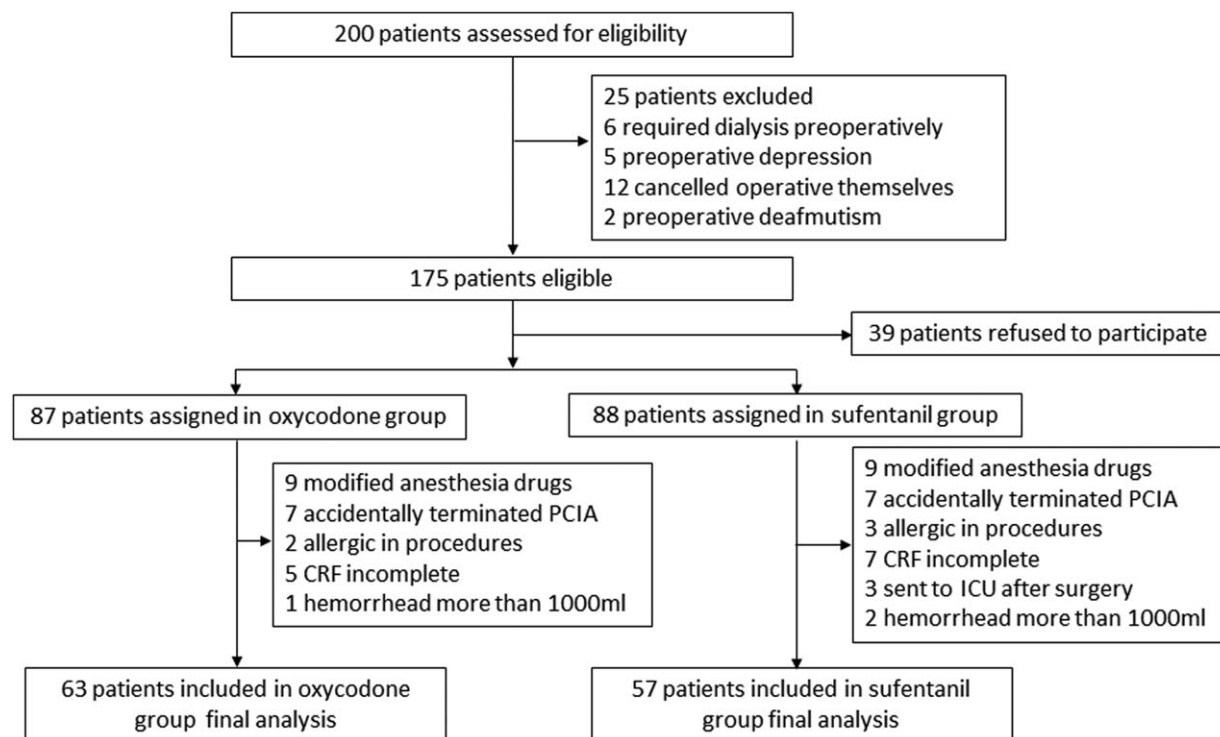 200 patients assessed for eligibility
25 patients excluded
6 required dialysis preoperatively
5 preoperative depression
12 cancelled operative themselves
2 preoperative deafmutism
175 patients eligible
39 patients refused to participate
87 patients assigned in oxycodone group
88 patients assigned in sufentanil group
9 modified anesthesia drugs
7 accidentally terminated PCIA
2 allergic in procedures
5 CRF incomplete
1 hemorrhead more than 1000ml
9 modified anesthesia drugs
7 accidentally terminated PCIA
3 allergic in procedures
7 CRF incomplete
3 sent to ICU after surgery
2 hemorrhead more than 1000ml
63 patients included in oxycodone
group final analysis
57 patients included in sufentanil
group final analysis